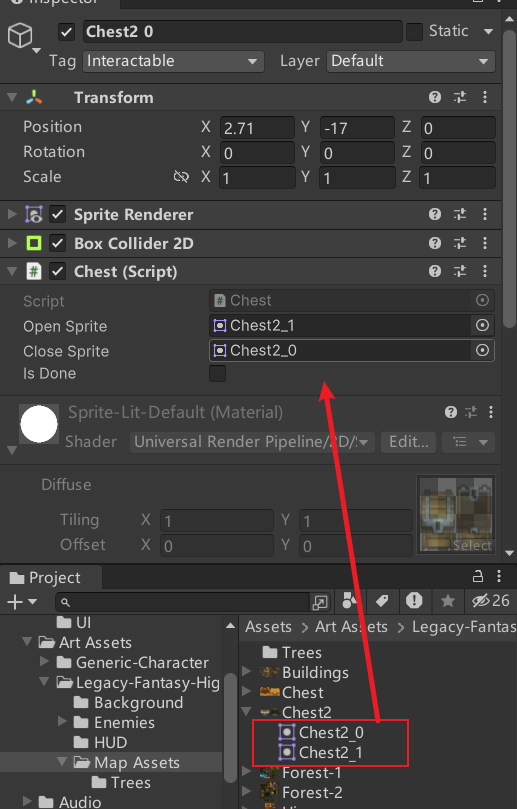 Inspector
Chest2 0 Static
Tag Interactable Layer Default
Transform
Position X 2.71 Y -17 Z 0
Rotation X 0 Y 0 Z 0
Scale X 1 Y 1 Z 1
Sprite Renderer
Box Collider 2D
# Chest (Script)
Script # Chest
Open Sprite Chest2_1
Close Sprite Chest2_0
Is Done
Sprite-Lit-Default (Material)
Shader Universal Render Pipeline/2D/ Edit...
Diffuse
Tiling X 1 Y 1
Offset X 0 Y 0
Select
Project
26
UI
Art Assets
Generic-Character
Legacy-Fantasy-Hig
Background
Enemies
HUD
Map Assets
Trees
Audio
Assets > Art Assets > Legacy-Fantas
Trees
Buildings
Chest
Chest2
Chest2_0
Chest2_1
Forest-1
Forest-2